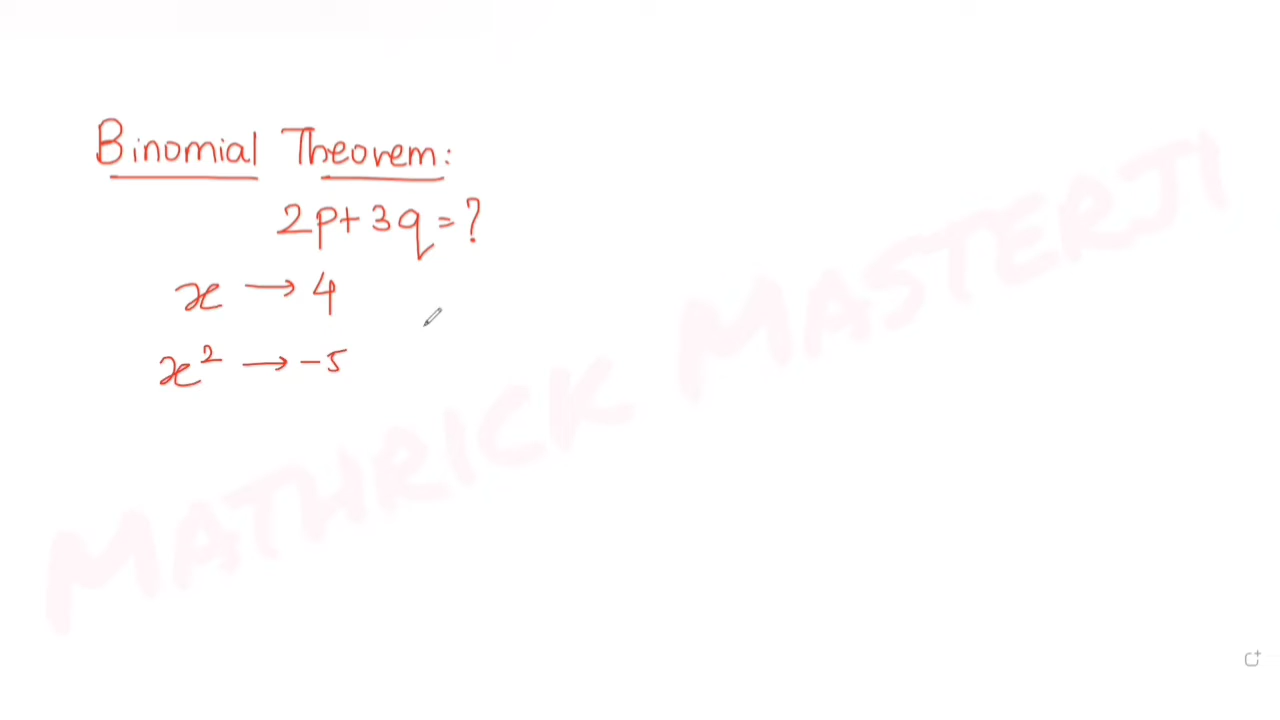 Binomial Theorem:
2p+3q=?
x → 4
x² → -5
MATHRICK MASTERJI